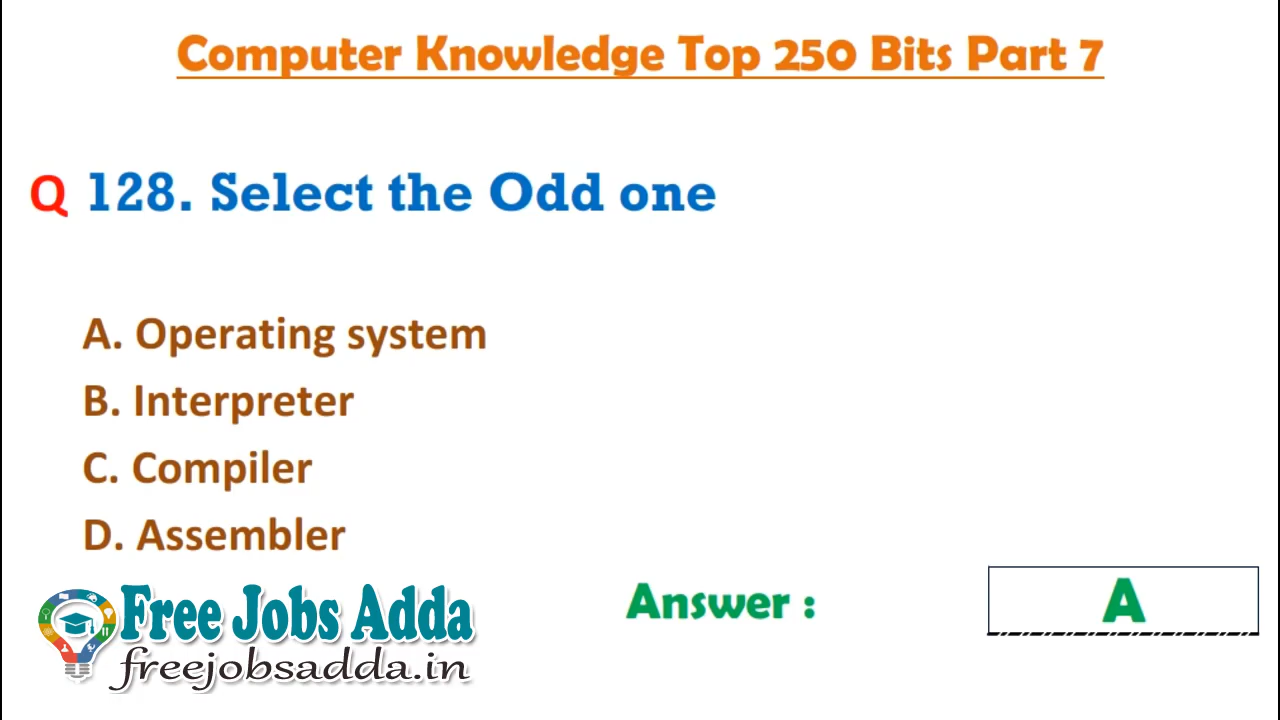 Computer Knowledge Top 250 Bits Part 7
Q 128. Select the Odd one
A. Operating system
B. Interpreter
C. Compiler
D. Assembler
Free Jobs Adda
freejobsadda.in
Answer : A